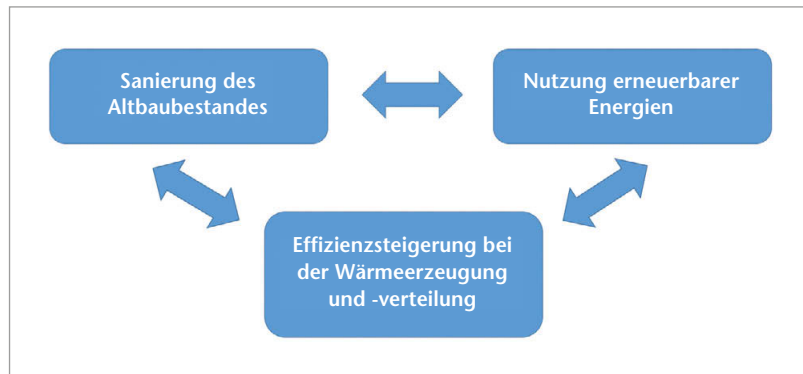 Sanierung des
Altbaubestandes
Nutzung erneuerbarer
Energien
Effizienzsteigerung bei
der Wärmeerzeugung
und -verteilung